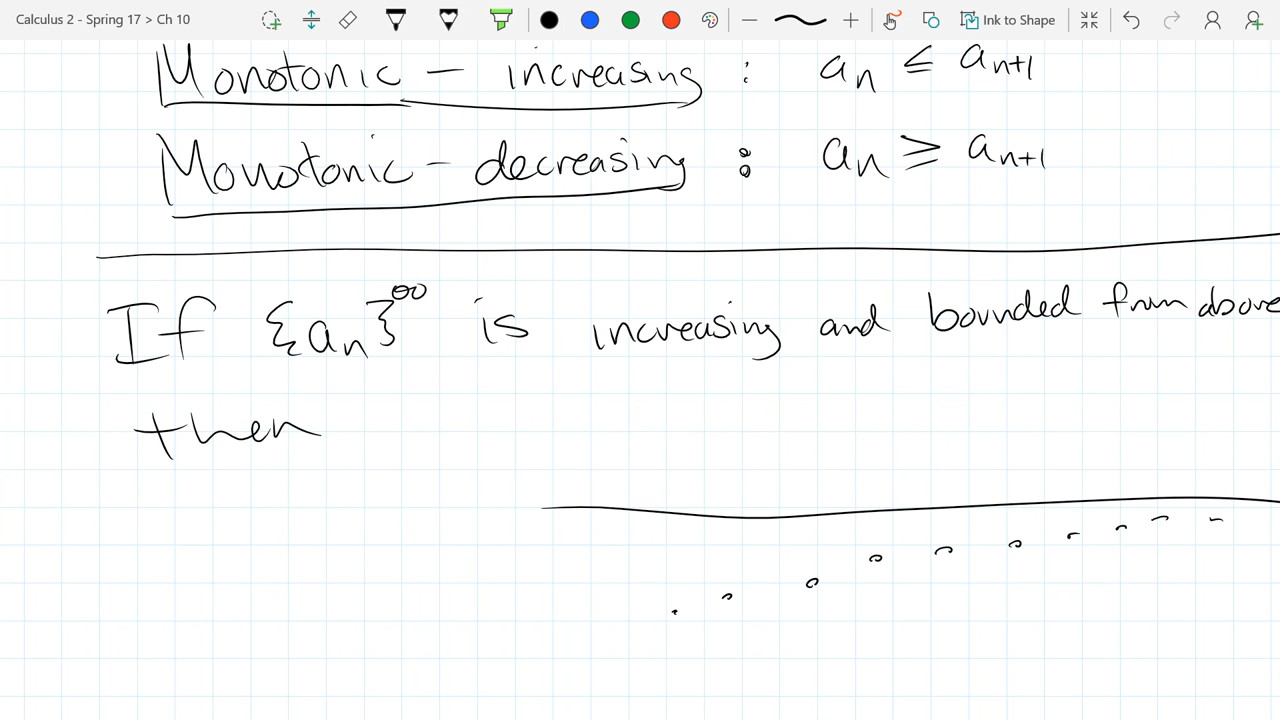 Calculus 2 - Spring 17 > Ch 10
Ink to Shape
Monotonic - increasing : aₙ ≤ aₙ₊₁
Monotonic - decreasing : aₙ ≥ aₙ₊₁
If {aₙ}^∞ is increasing and bounded from above
then